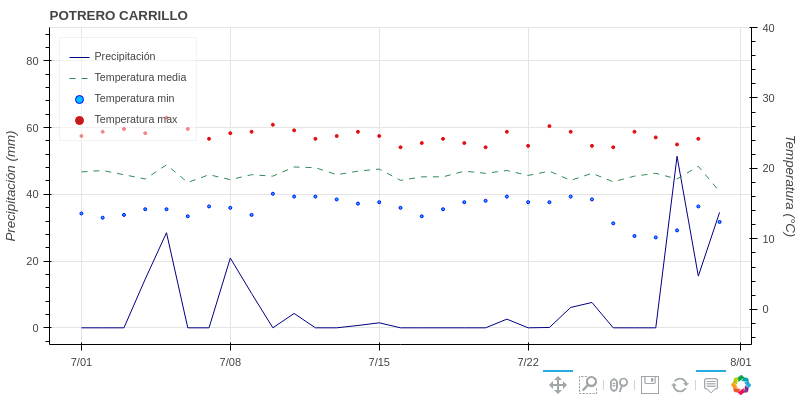 POTRERO CARRILLO
Precipitación
Temperatura media
Temperatura min
Temperatura max
Precipitación (mm)
80
60
40
20
0
40
30
20
10
0
Temperatura (°C)
7/01
7/08
7/15
7/22
8/01